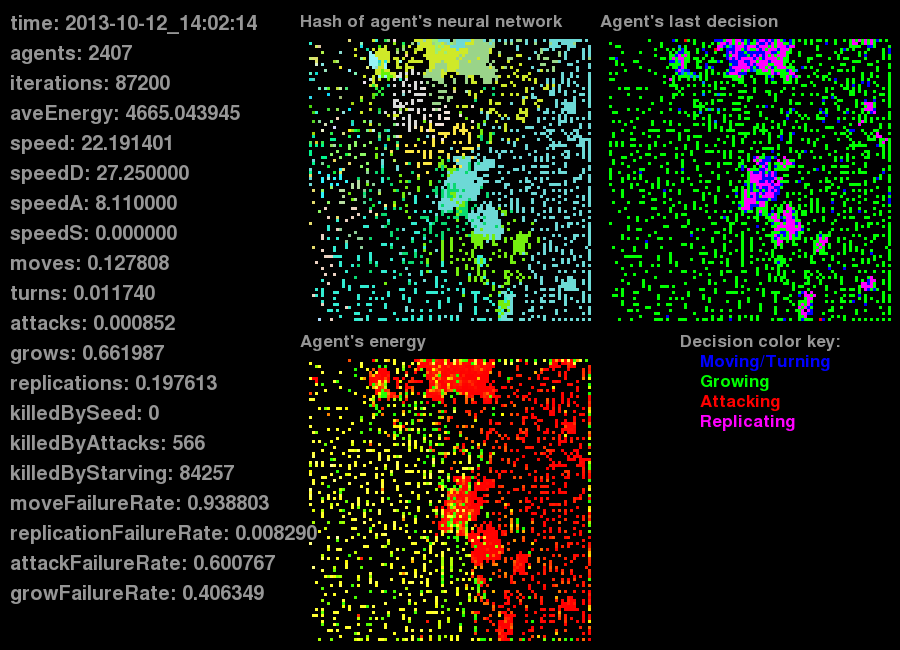 time: 2013-10-12_14:02:14
agents: 2407
iterations: 87200
aveEnergy: 4665.043945
speed: 22.191401
speedD: 27.250000
speedA: 8.110000
speedS: 0.000000
moves: 0.127808
turns: 0.011740
attacks: 0.000852
grows: 0.661987
replications: 0.197613
killedBySeed: 0
killedByAttacks: 566
killedByStarving: 84257
moveFailureRate: 0.938803
replicationFailureRate: 0.008290
attackFailureRate: 0.600767
growFailureRate: 0.406349
Hash of agent's neural network
Agent's last decision
Agent's energy
Decision color key:
Moving/Turning
Growing
Attacking
Replicating